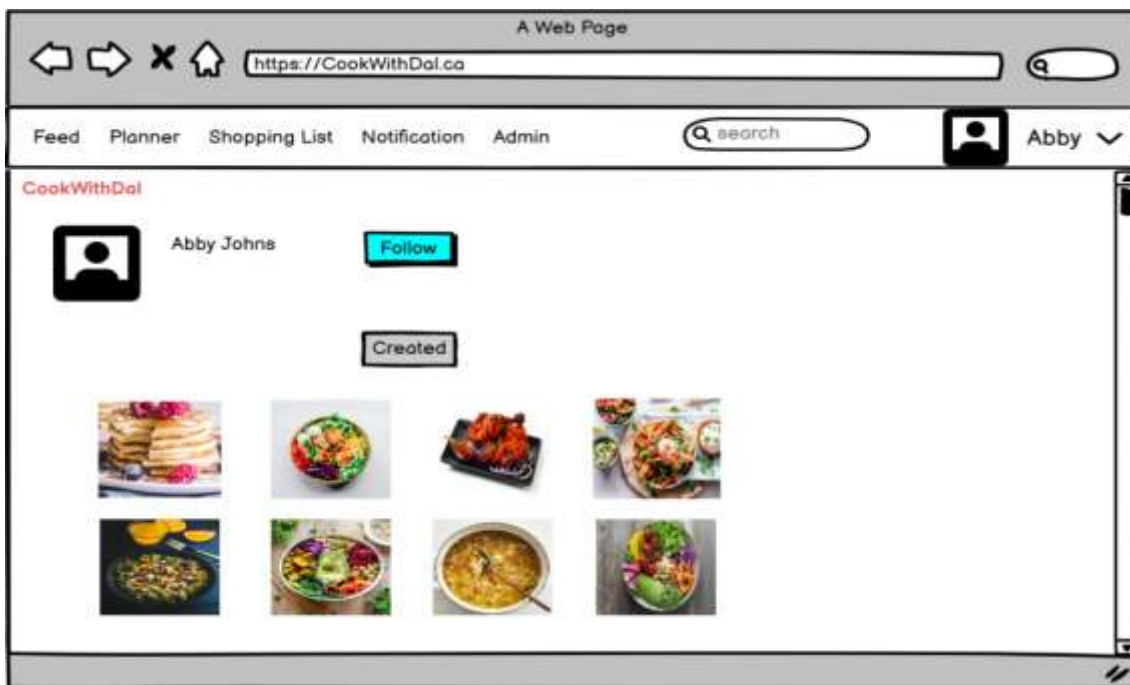 A Web Page
https://CookWithDal.ca
Feed Planner Shopping List Notification Admin search Abby
CookWithDal
Abby Johns Follow
Created